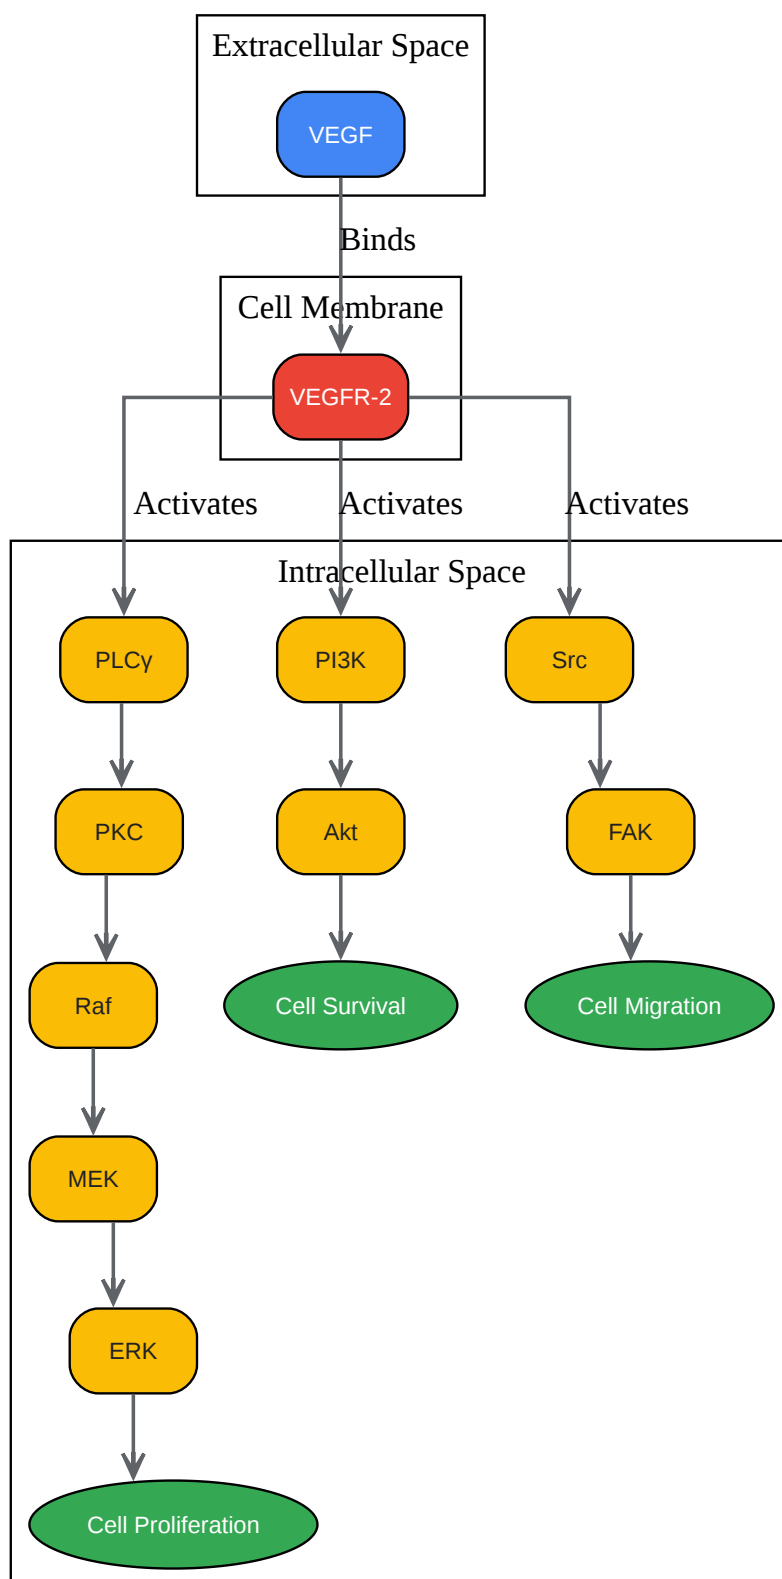 Extracellular Space
VEGF
Binds
Cell Membrane
VEGFR-2
Activates
Activates
Activates
Intracellular Space
PLCγ
PI3K
Src
PKC
Akt
FAK
Raf
Cell Survival
Cell Migration
MEK
ERK
Cell Proliferation